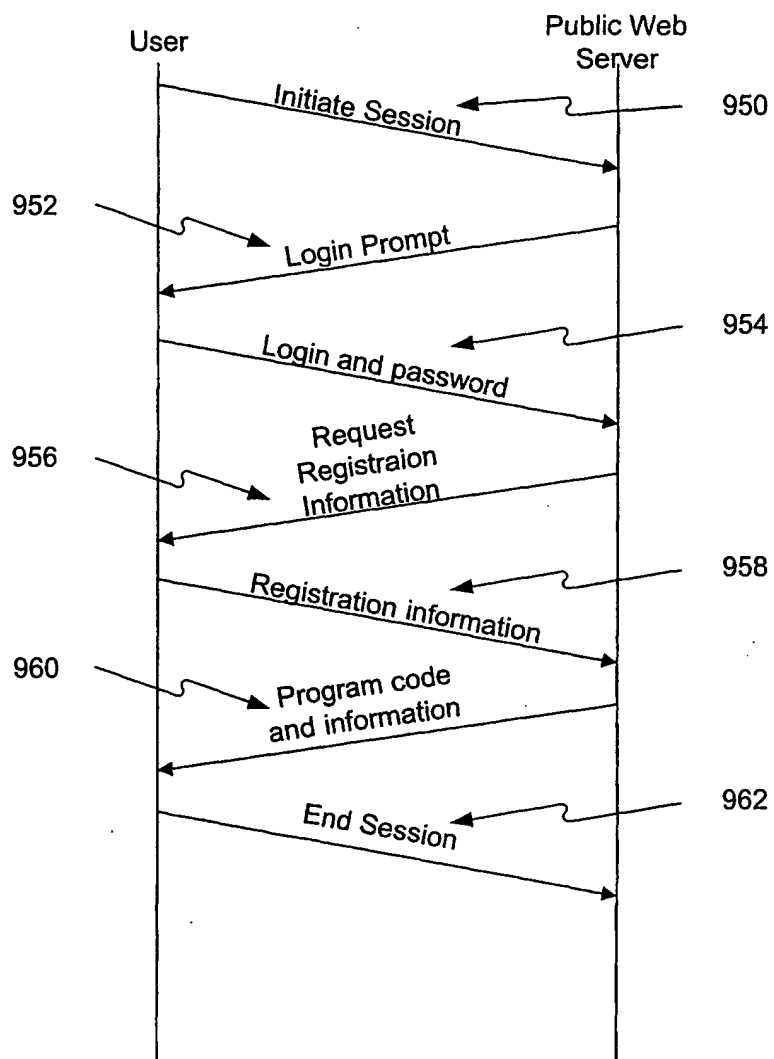 User
Public Web
Server
Initiate Session
950
952
Login Prompt
954
Login and password
956
Request
Registraion
Information
958
Registration information
960
Program code
and information
962
End Session